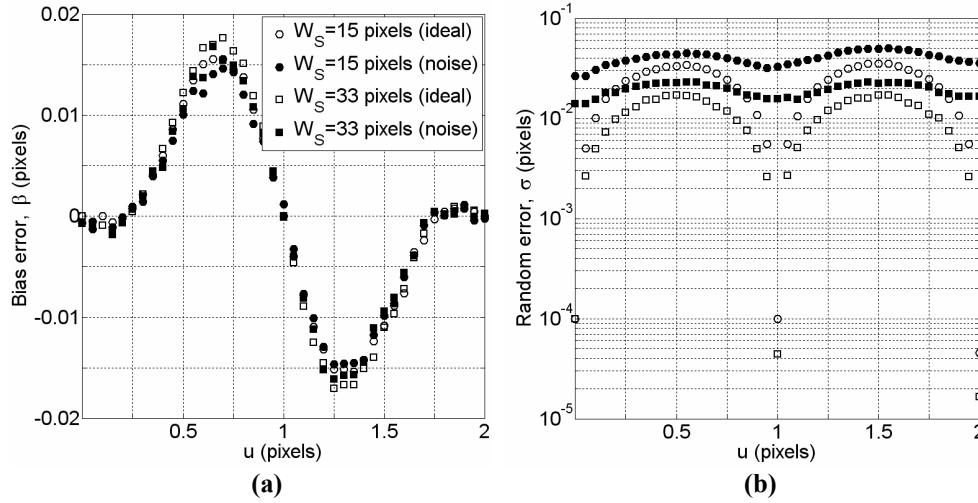 0.02
0.01
0
-0.01
-0.02
Bias error, β (pixels)
W_S=15 pixels (ideal)
W_S=15 pixels (noise)
W_S=33 pixels (ideal)
W_S=33 pixels (noise)
0.5
1
1.5
2
u (pixels)
(a)
10^-1
10^-2
10^-3
10^-4
10^-5
Random error, σ (pixels)
0.5
1
1.5
2
u (pixels)
(b)